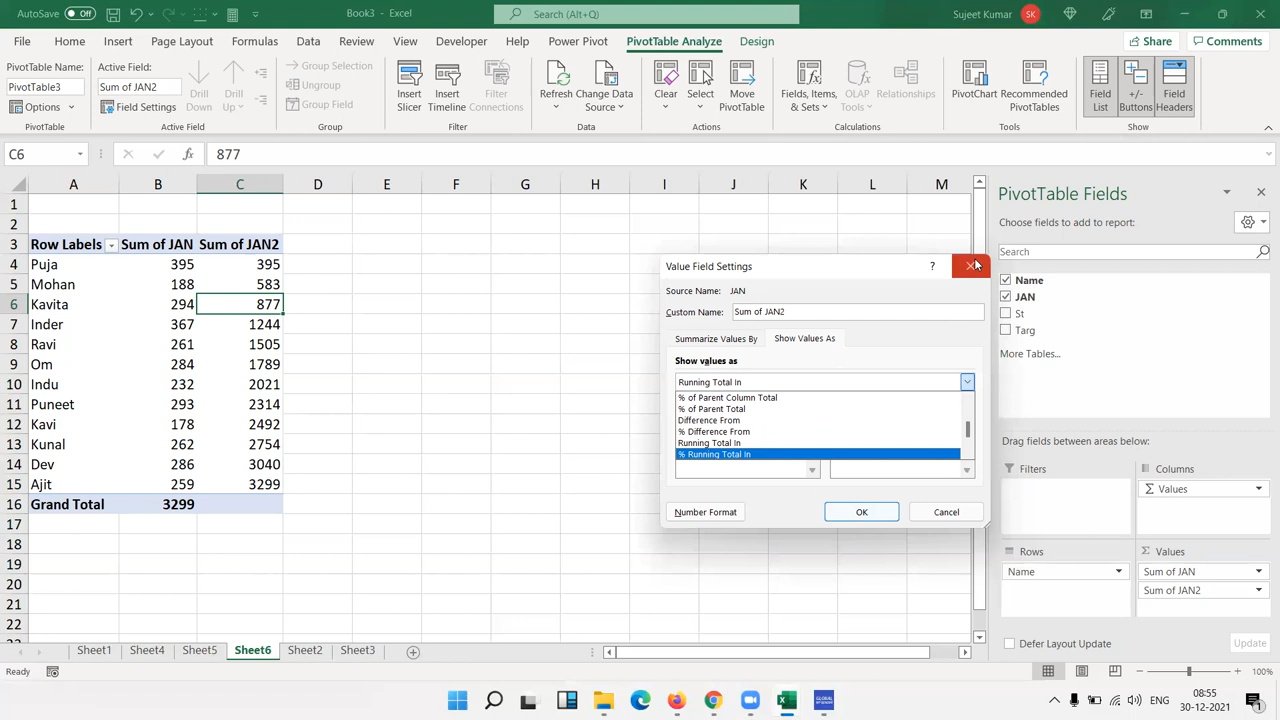 AutoSave Off Book3 - Excel Search (Alt+Q) Sujeet Kumar SK
File Home Insert Page Layout Formulas Data Review View Developer Help Power Pivot PivotTable Analyze Design Share Comments
PivotTable Name:
PivotTable3
Options
PivotTable
Active Field:
Sum of JAN2
Field Settings
Drill
Down
Drill
Up
Active Field
Group Selection
Ungroup
Group Field
Group
Insert
Slicer
Insert
Timeline
Filter
Connections
Filter
Refresh
Change Data
Source
Data
Clear
Select
Move
PivotTable
Actions
Fields, Items,
& Sets
OLAP
Tools
Relationships
Calculations
PivotChart
Recommended
PivotTables
Tools
Field
List
+/-
Buttons
Field
Headers
Show
C6 fx 877
A B C D E F G H I J K L M
1
2
3 Row Labels Sum of JAN Sum of JAN2
4 Puja 395 395
5 Mohan 188 583
6 Kavita 294 877
7 Inder 367 1244
8 Ravi 261 1505
9 Om 284 1789
10 Indu 232 2021
11 Puneet 293 2314
12 Kavi 178 2492
13 Kunal 262 2754
14 Dev 286 3040
15 Ajit 259 3299
16 Grand Total 3299
17
18
19
20
21
22
Value Field Settings ?
Source Name: JAN
Custom Name: Sum of JAN2
Summarize Values By Show Values As
Show values as
Running Total In
% of Parent Column Total
% of Parent Total
Difference From
% Difference From
Running Total In
% Running Total In
Number Format OK Cancel
PivotTable Fields
Choose fields to add to report:
Search
Name
JAN
St
Targ
More Tables...
Drag fields between areas below:
Filters
Columns
Σ Values
Rows
Name
Σ Values
Sum of JAN
Sum of JAN2
Defer Layout Update Update
Sheet1 Sheet4 Sheet5 Sheet6 Sheet2 Sheet3
Ready 100%
ENG 08:55
30-12-2021